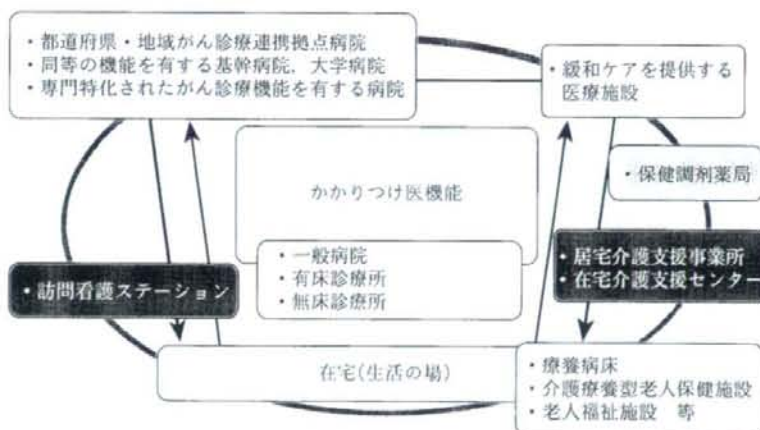 ・都道府県・地域がん診療連携拠点病院
・同等の機能を有する基幹病院，大学病院
・専門特化されたがん診療機能を有する病院
・緩和ケアを提供する
医療施設
かかりつけ医機能
・保健調剤薬局
・一般病院
・有床診療所
・無床診療所
・訪問看護ステーション
・居宅介護支援事業所
・在宅介護支援センター
在宅（生活の場）
・療養病床
・介護療養型老人保健施設
・老人福祉施設　等